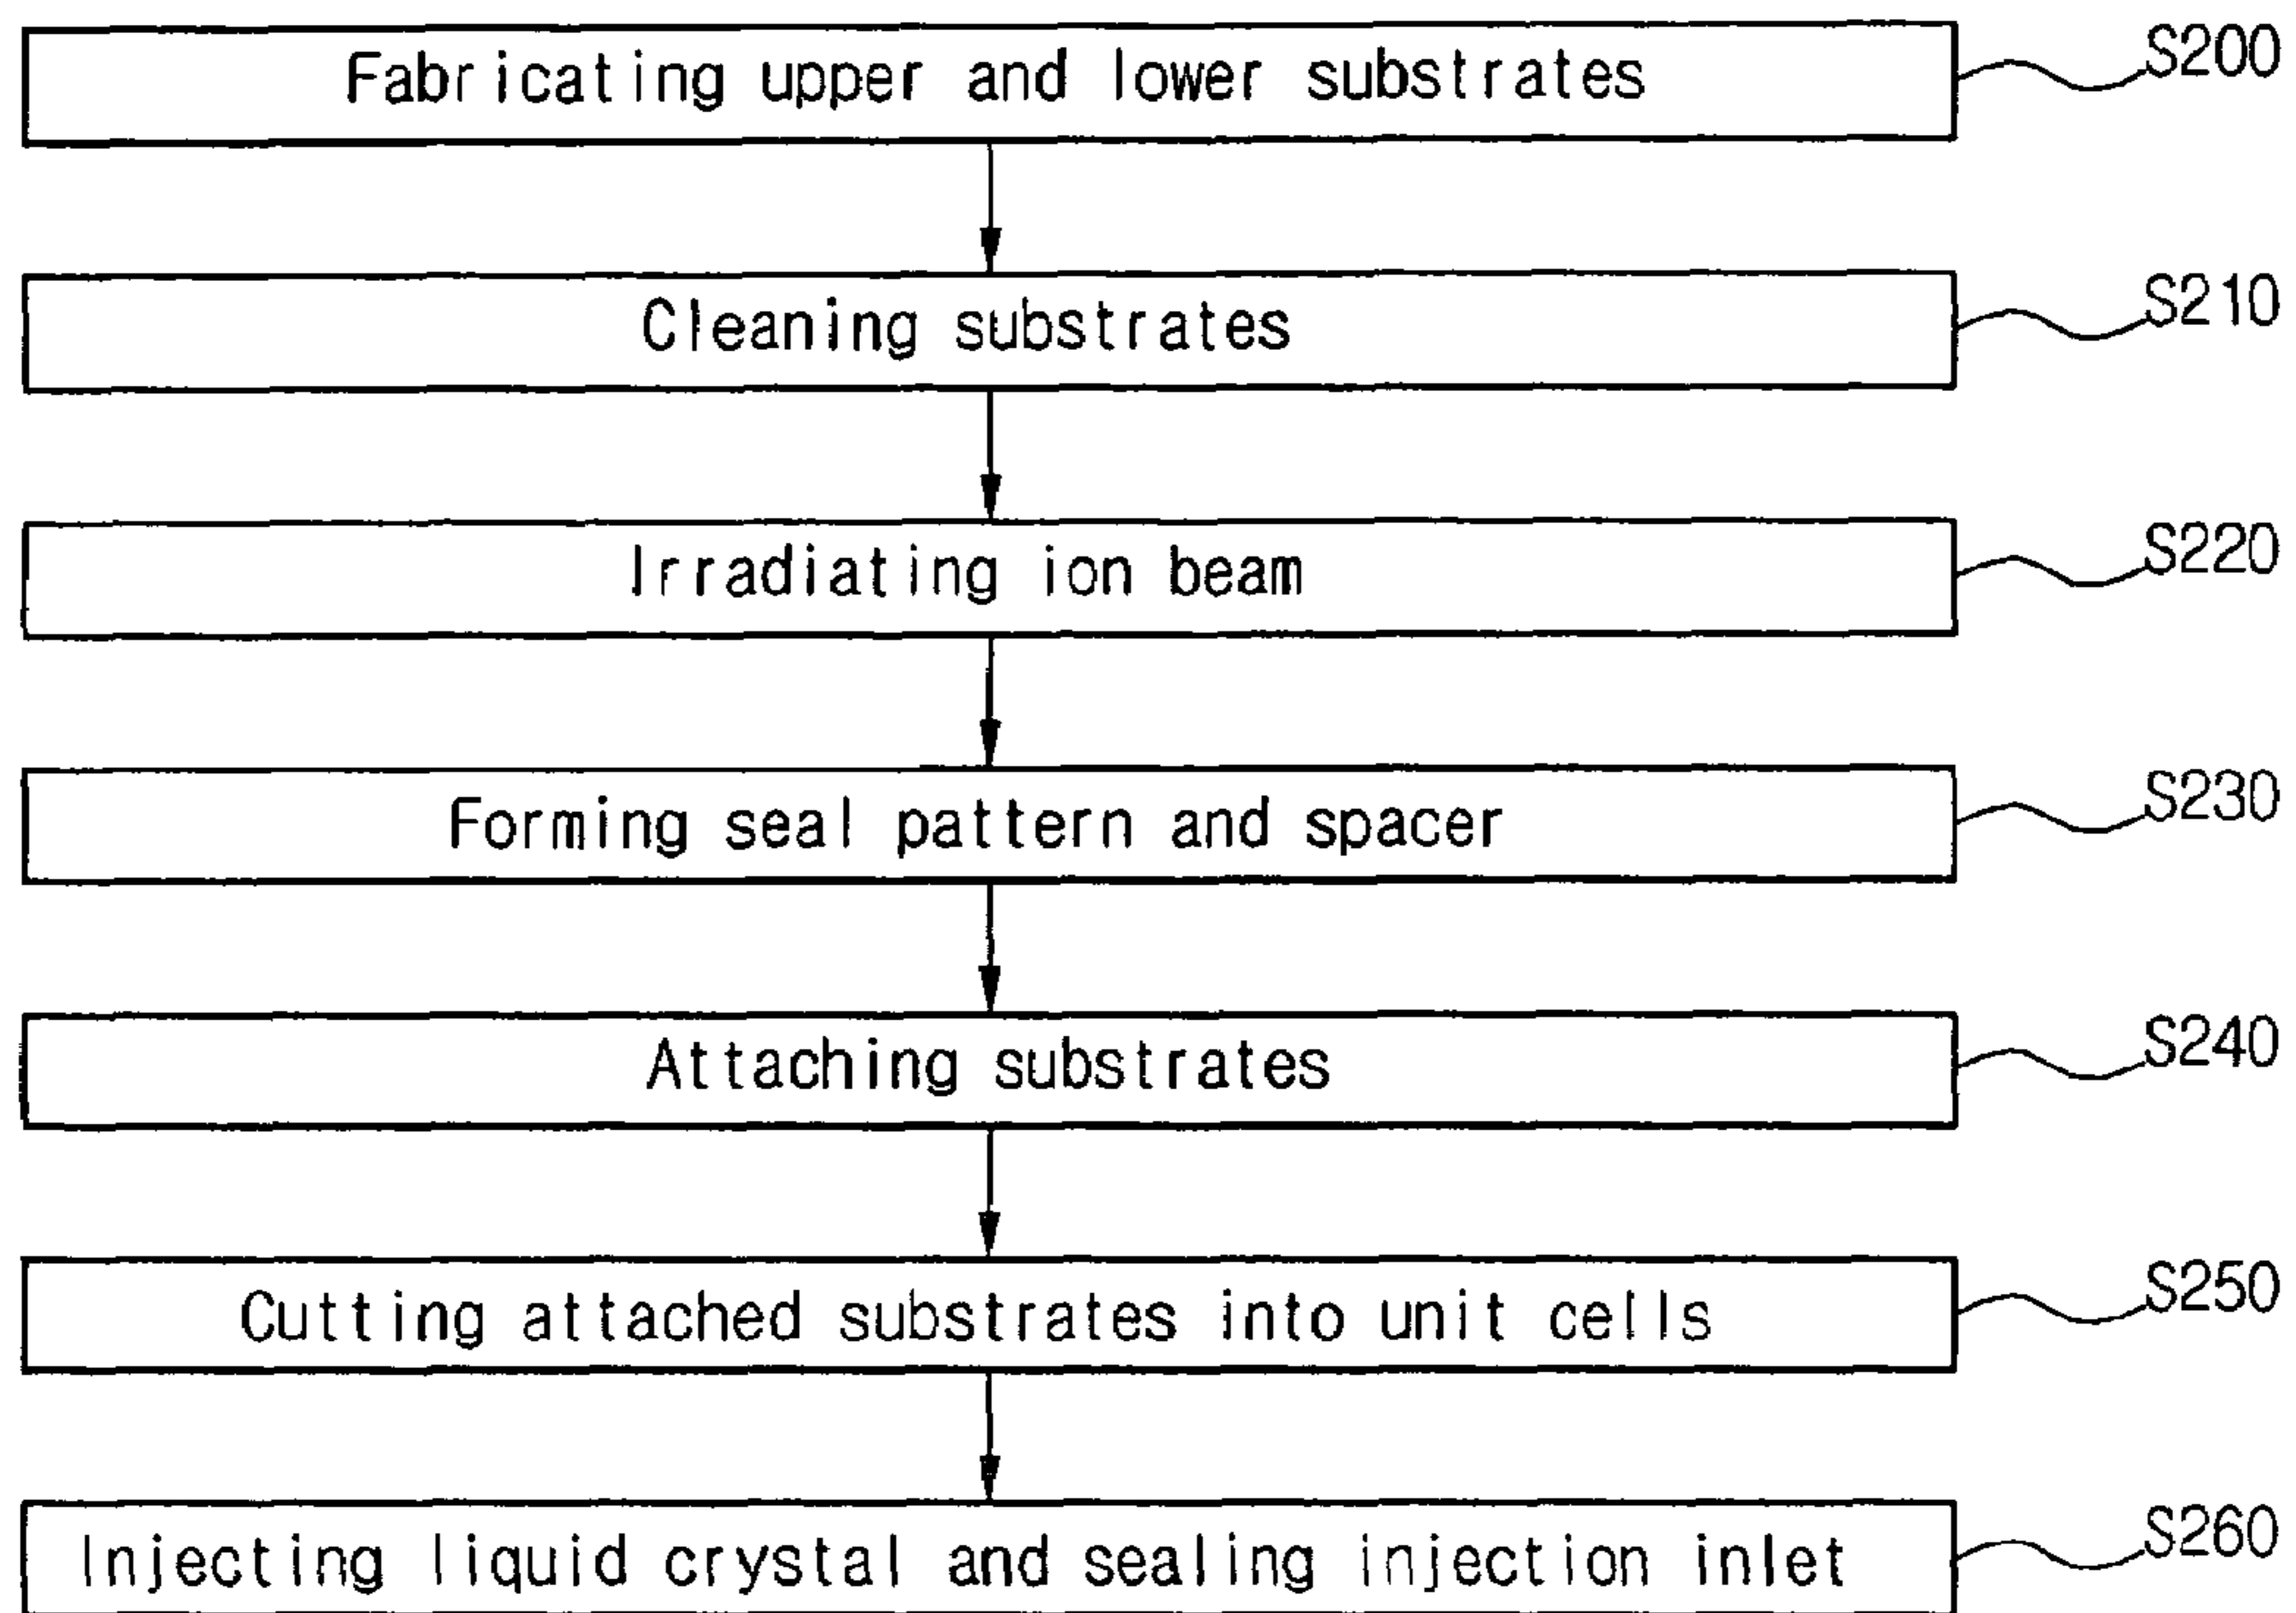 Fabricating upper and lower substrates S200
Cleaning substrates S210
Irradiating ion beam S220
Forming seal pattern and spacer S230
Attaching substrates S240
Cutting attached substrates into unit cells S250
Injecting liquid crystal and sealing injection inlet S260